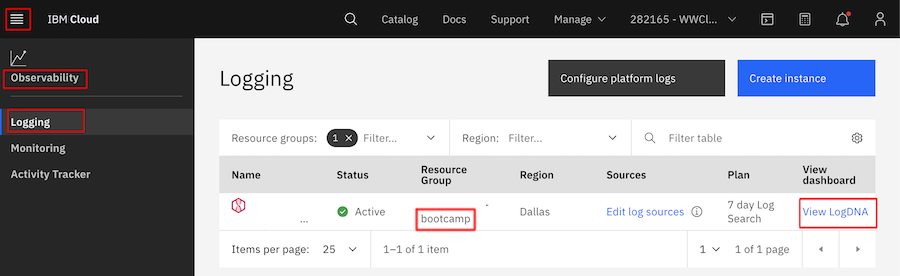 IBM Cloud Catalog Docs Support Manage 282165 - WWCl...
Observability
Logging
Monitoring
Activity Tracker
Logging
Configure platform logs
Create instance
Resource groups: 1 × Filter... Region: Filter... Filter table
Name Status Resource Group Region Sources Plan View dashboard
... Active - bootcamp Dallas Edit log sources 7 day Log Search View LogDNA
Items per page: 25 1–1 of 1 item 1 1 of 1 page